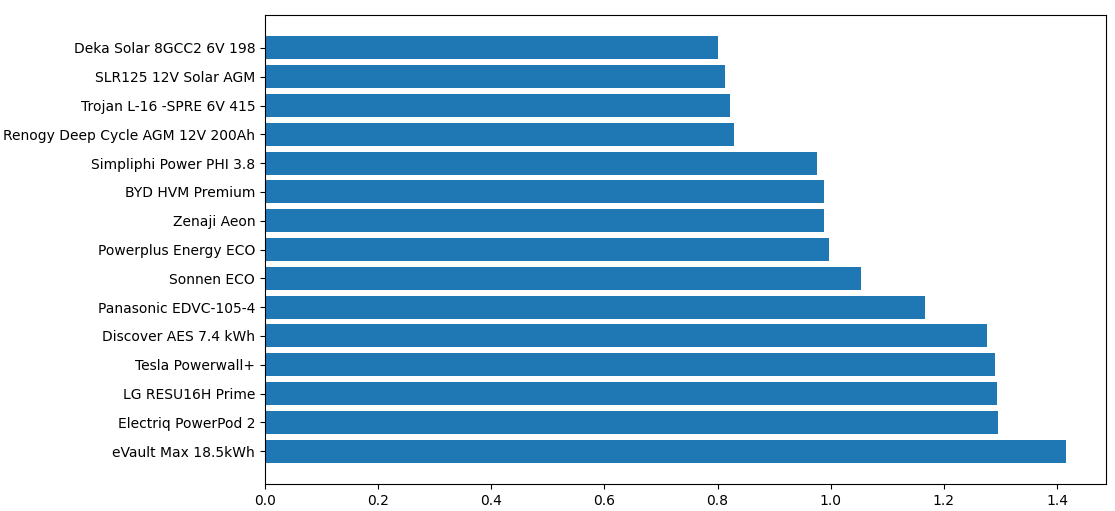 Deka Solar 8GCC2 6V 198
SLR125 12V Solar AGM
Trojan L-16 -SPRE 6V 415
Renogy Deep Cycle AGM 12V 200Ah
Simpliphi Power PHI 3.8
BYD HVM Premium
Zenaji Aeon
Powerplus Energy ECO
Sonnen ECO
Panasonic EDVC-105-4
Discover AES 7.4 kWh
Tesla Powerwall+
LG RESU16H Prime
Electriq PowerPod 2
eVault Max 18.5kWh
0.0 0.2 0.4 0.6 0.8 1.0 1.2 1.4